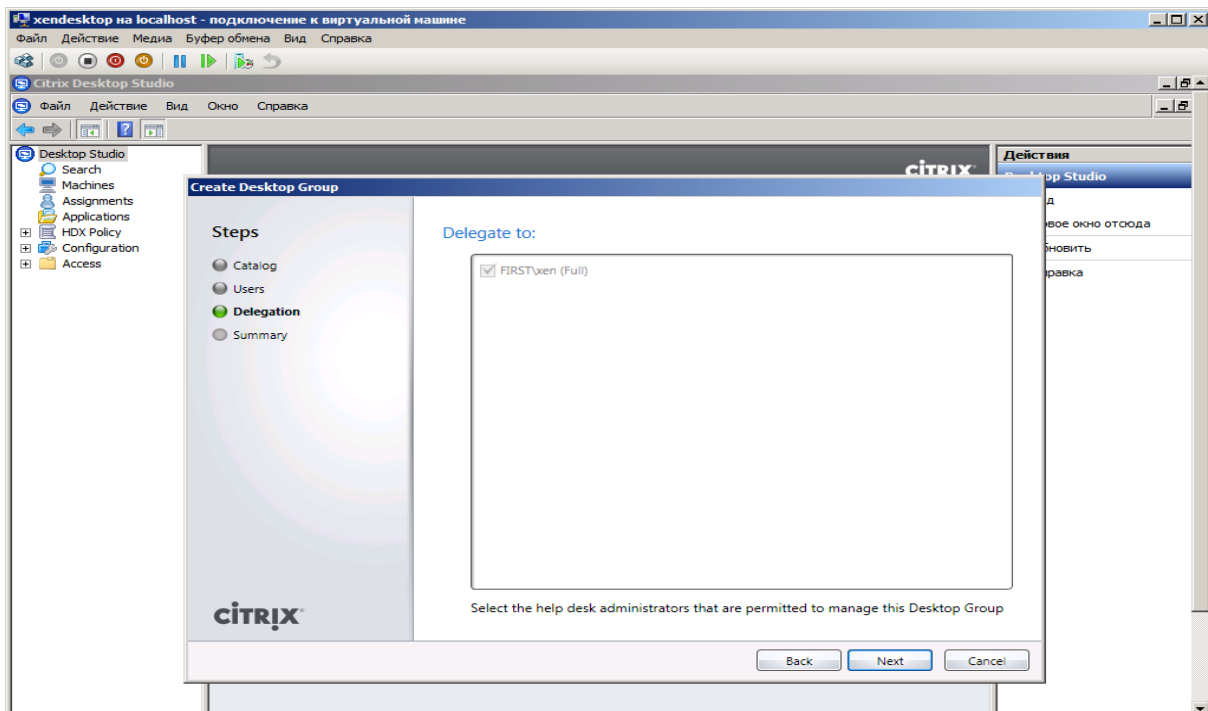 xendesktop на localhost - подключение к виртуальной машине
Файл Действие Медиа Буфер обмена Вид Справка
Citrix Desktop Studio
Файл Действие Вид Окно Справка
Desktop Studio
Search
Machines
Assignments
Applications
HDX Policy
Configuration
Access
CITRIX
Действия
Studio
Create Desktop Group
Steps
Catalog
Users
Delegation
Summary
CITRIX
Delegate to:
FIRST\xen (Full)
Select the help desk administrators that are permitted to manage this Desktop Group
Back Next Cancel
окно отсюда